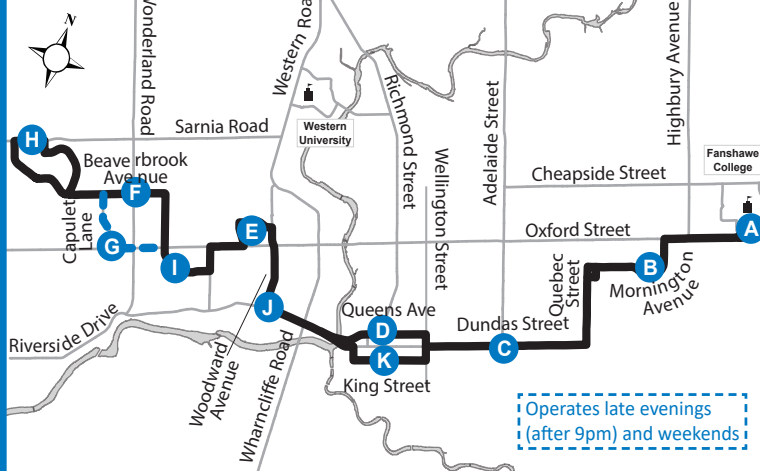 N
Wonderland Road
Western Roa
Highbury Avenue
Richmond Street
Adelaide Street
Sarnia Road
Western
University
H
Beaverbrook
Avenue
F
Wellington Street
Cheapside Street
Fanshawe
College
Capulet
Lane
G
E
Oxford Street
A
I
Quebec
Street
B
Mornington
Avenue
J
Queens Ave
D
Dundas Street
C
Riverside Drive
K
King Street
Woodward
Avenue
Wharncliffe Road
Operates late evenings
(after 9pm) and weekends